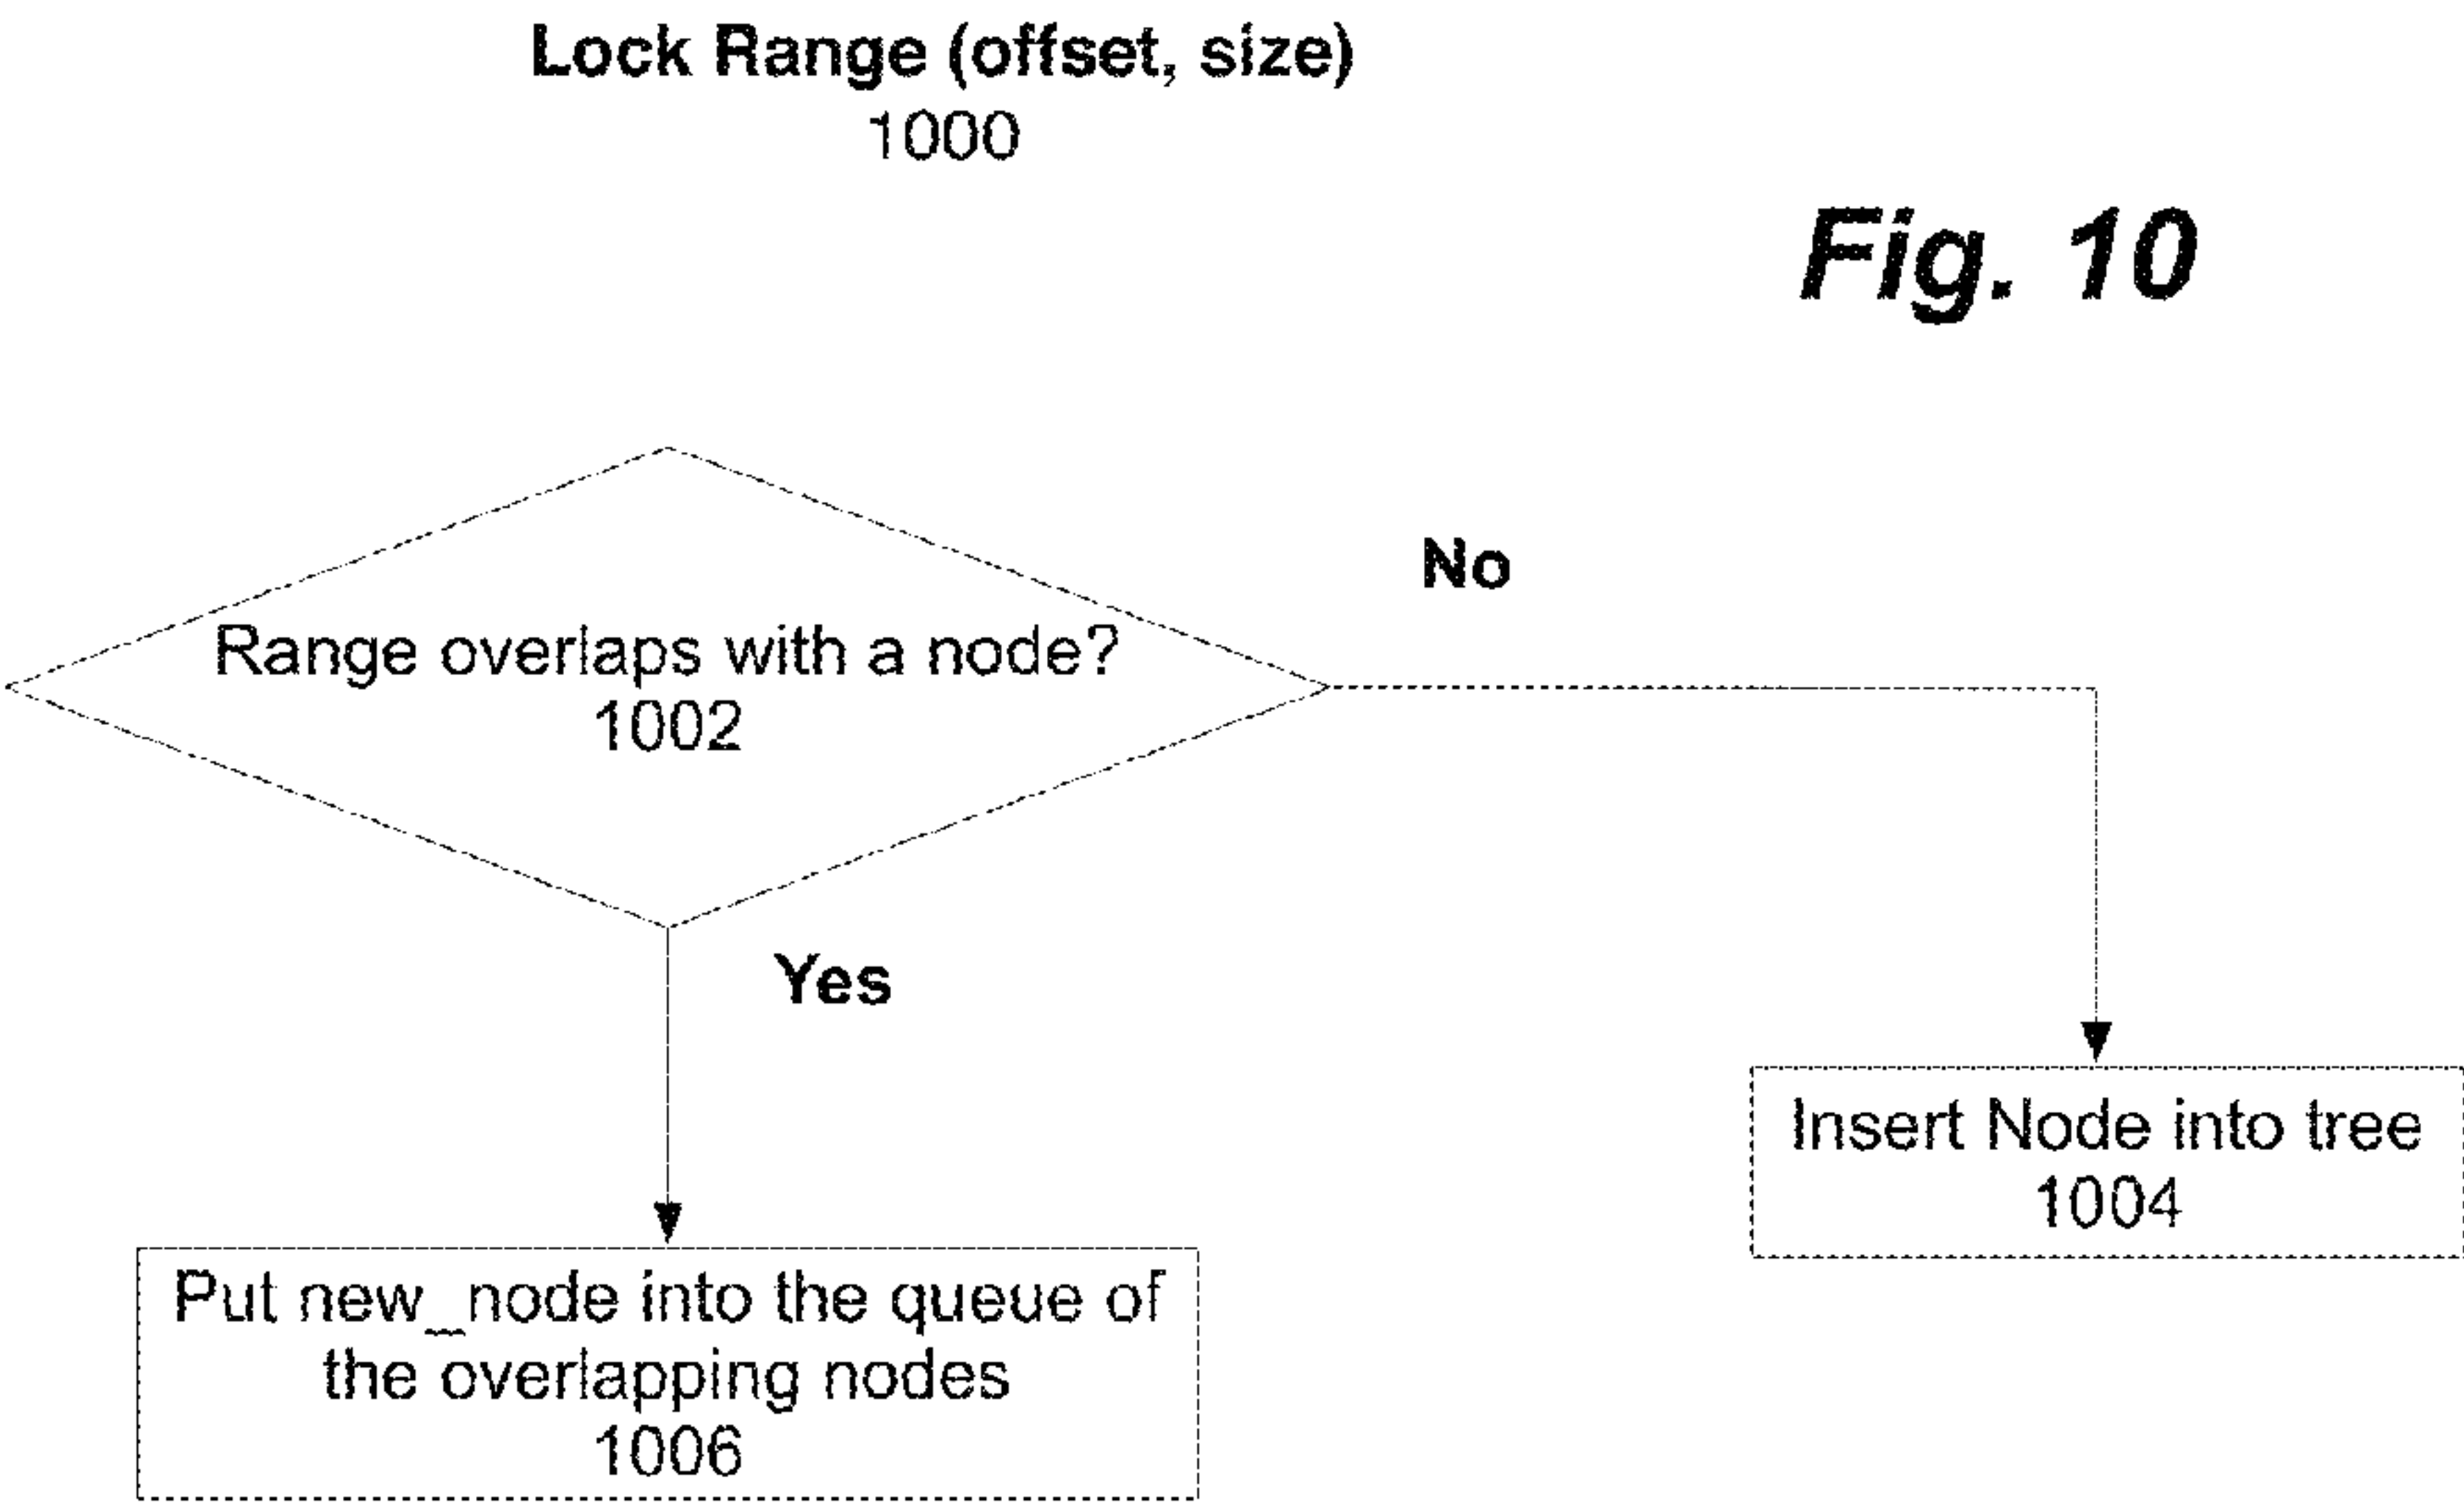 Lock Range (offset, size)
1000
Fig. 10
No
Range overlaps with a node?
1002
Yes
Insert Node into tree
1004
Put new_node into the queue of
the overlapping nodes
1006